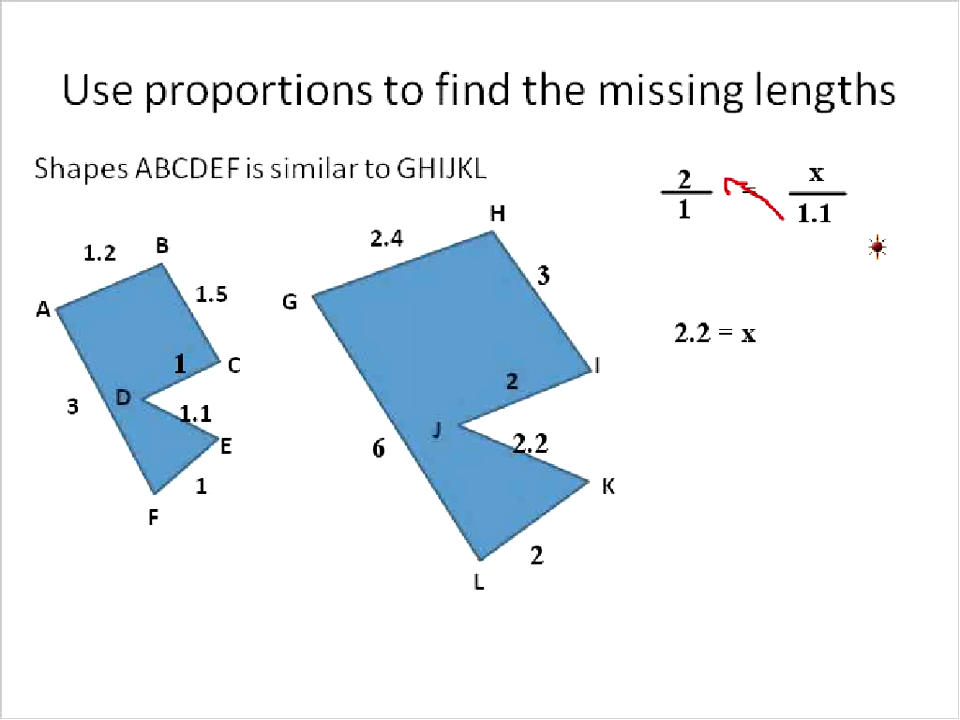 Use proportions to find the missing lengths
Shapes ABCDEF is similar to GHIJKL
2
1
=
x
1.1
2.2 = x
1.2
B
A
1.5
1
C
D
3
1.1
E
1
F
H
2.4
G
3
I
2
J
2.2
6
K
2
L